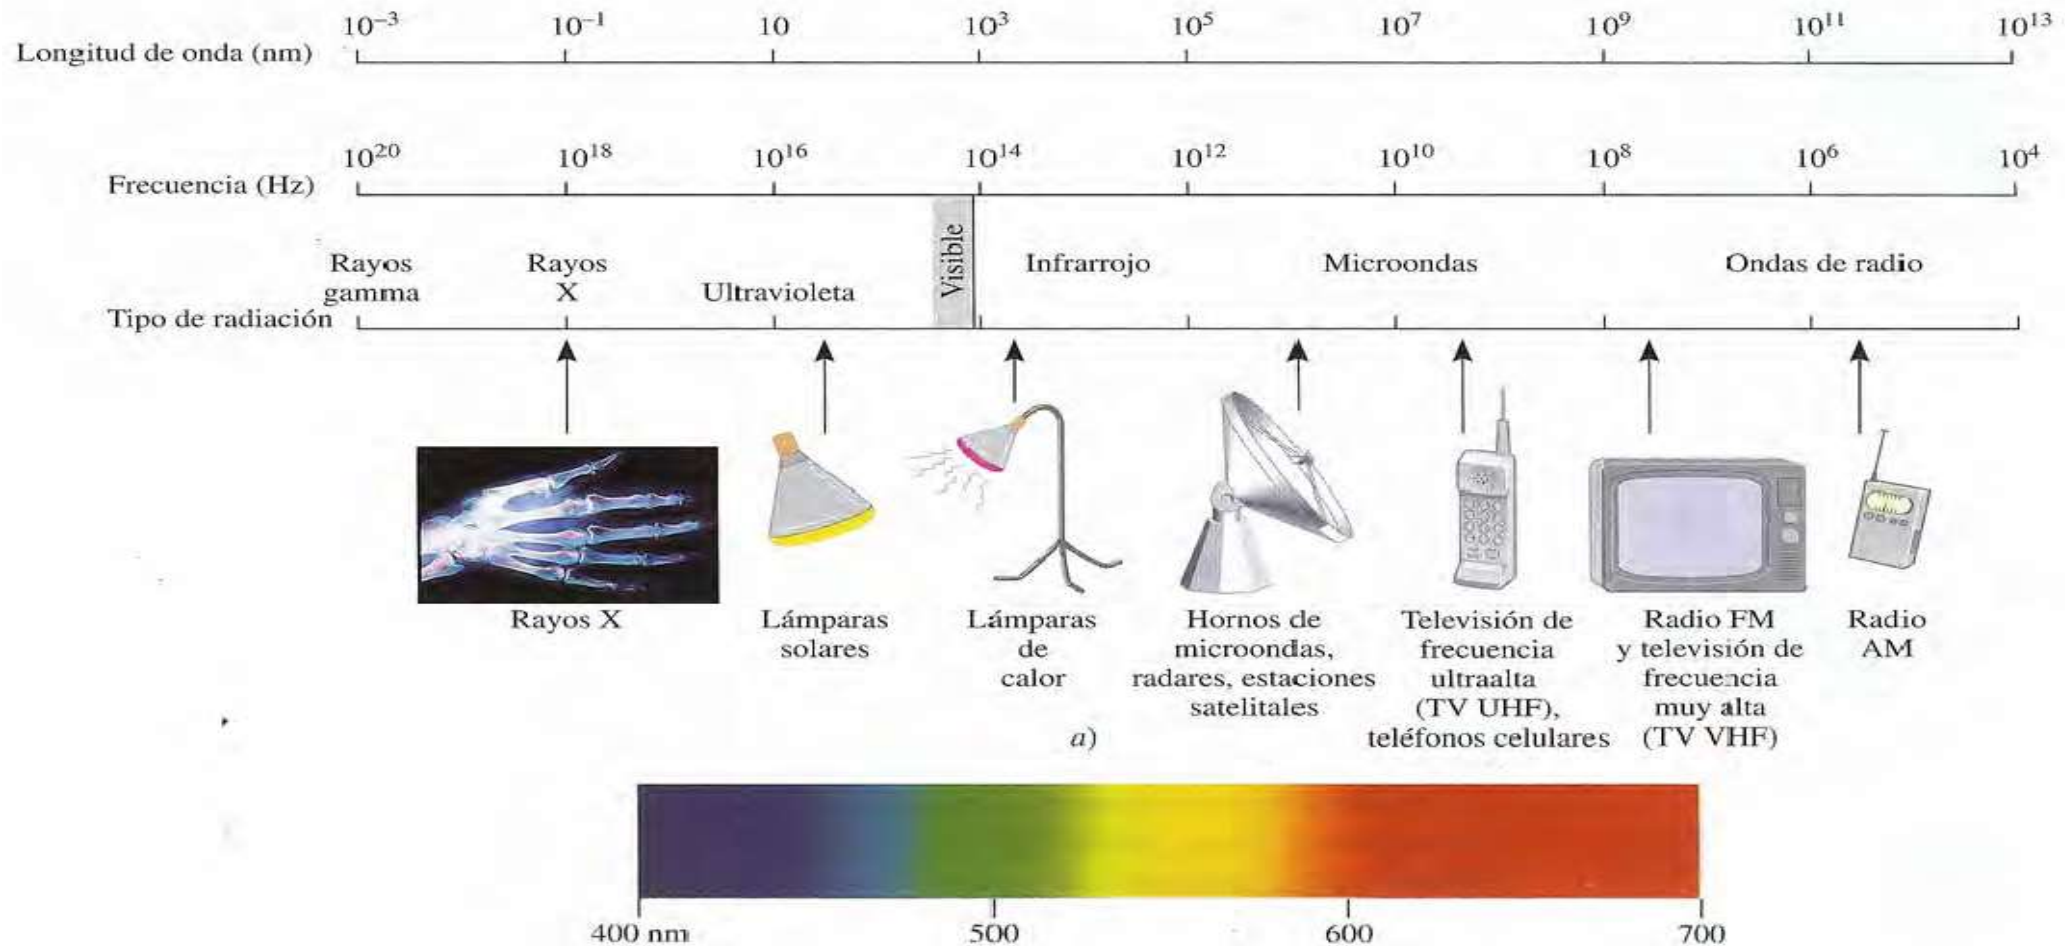 10⁻³ 10⁻¹ 10 10³ 10⁵ 10⁷ 10⁹ 10¹¹ 10¹³
Longitud de onda (nm)
10²⁰ 10¹⁸ 10¹⁶ 10¹⁴ 10¹² 10¹⁰ 10⁸ 10⁶ 10⁴
Frecuencia (Hz)
Rayos
gamma
Rayos
X
Ultravioleta
Visible
Infrarrojo
Microondas
Ondas de radio
Tipo de radiación
Rayos X
Lámparas
solares
Lámparas
de
calor
Hornos de
microondas,
radares, estaciones
satelitales
Televisión de
frecuencia
ultraalta
(TV UHF),
teléfonos celulares
Radio FM
y televisión de
frecuencia
muy alta
(TV VHF)
Radio
AM
a)
400 nm 500 600 700